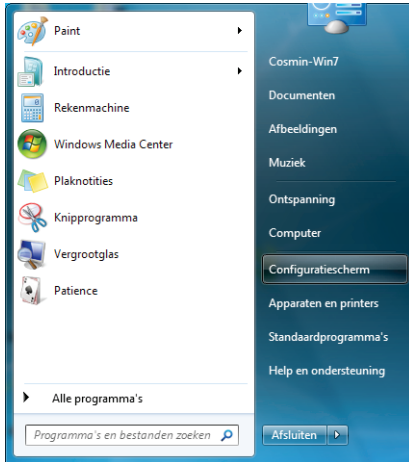 Paint
Introductie
Rekenmachine
Windows Media Center
Plaknotities
Knipprogramma
Vergrootglas
Patience
Alle programma's
Programma's en bestanden zoeken
Cosmin-Win7
Documenten
Afbeeldingen
Muziek
Ontspanning
Computer
Configuratiescherm
Apparaten en printers
Standaardprogramma's
Help en ondersteuning
Afsluiten